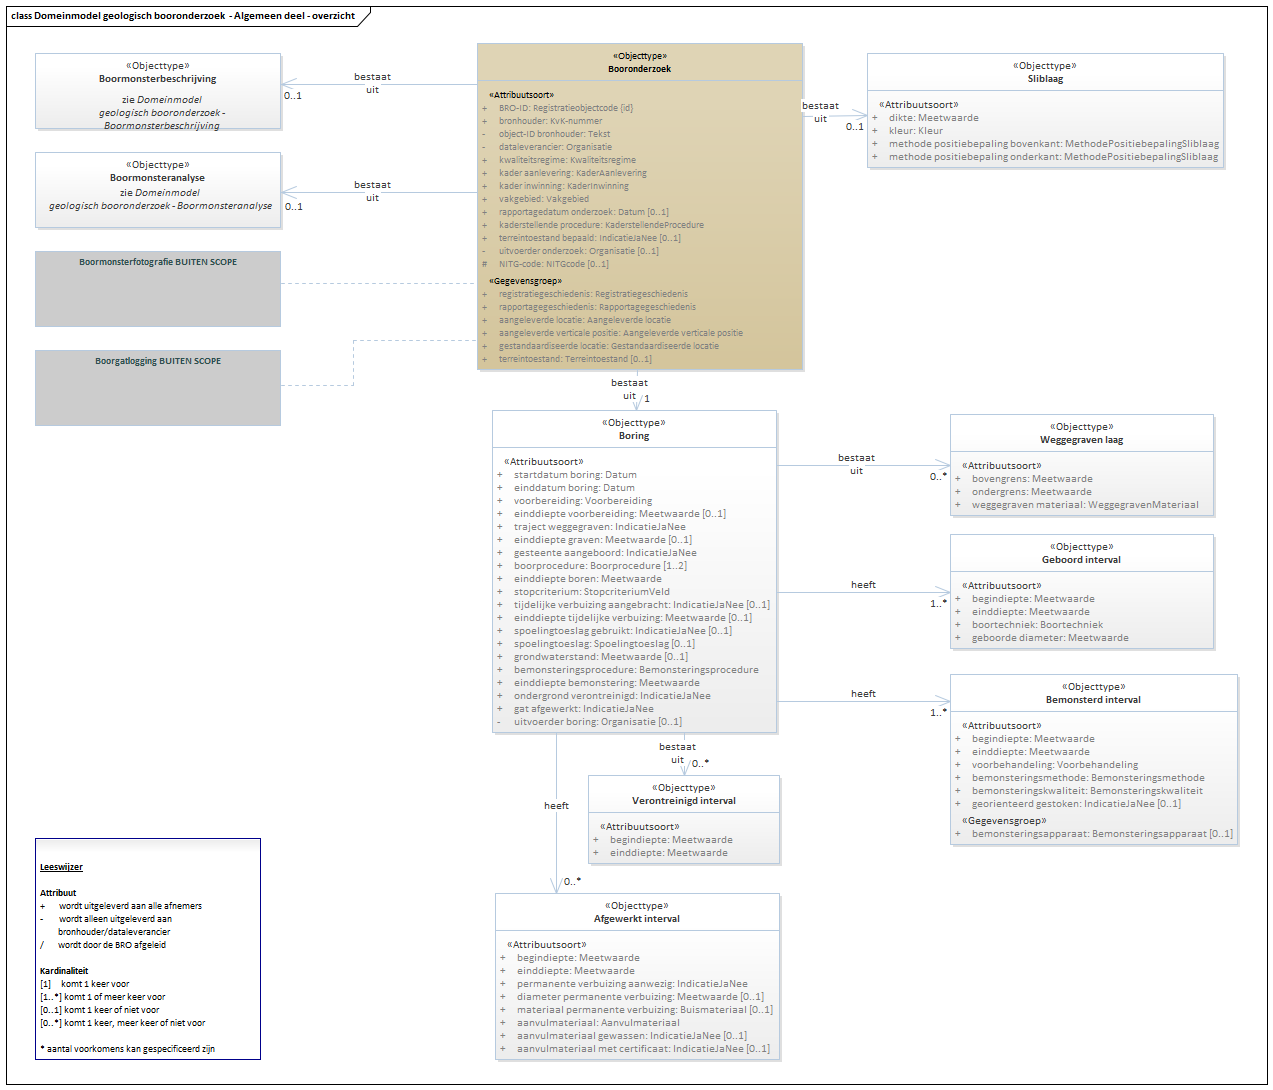 class Domeinmodel geologisch booronderzoek - Algemeen deel - overzicht
«Objecttype»
Boormonsterbeschrijving
zie Domeinmodel
geologisch booronderzoek -
Boormonsterbeschrijving
bestaat
uit
0..1
«Objecttype»
Boormonsteranalyse
zie Domeinmodel
geologisch booronderzoek - Boormonsteranalyse
bestaat
uit
0..1
Boormonsterfotografie BUITEN SCOPE
Boorgatlogging BUITEN SCOPE
«Objecttype»
Booronderzoek
«Attribuutsoort»
+ BRO-ID: Registratieobjectcode {id}
+ bronhouder: KvK-nummer
- object-ID bronhouder: Tekst
- dataleverancier: Organisatie
+ kwaliteitsregime: Kwaliteitsregime
+ kader aanlevering: KaderAanlevering
+ kader inwinning: KaderInwinning
+ vakgebied: Vakgebied
+ rapportagedatum onderzoek: Datum [0..1]
+ kaderstellende procedure: KaderstellendeProcedure
+ terreintoestand bepaald: IndicatieJaNee [0..1]
- uitvoerder onderzoek: Organisatie [0..1]
# NITG-code: NITGcode [0..1]
«Gegevensgroep»
+ registratiegeschiedenis: Registratiegeschiedenis
+ rapportagegeschiedenis: Rapportagegeschiedenis
+ aangeleverde locatie: Aangeleverde locatie
+ aangeleverde verticale positie: Aangeleverde verticale positie
+ gestandaardiseerde locatie: Gestandaardiseerde locatie
+ terreintoestand: Terreintoestand [0..1]
bestaat
uit
0..1
«Objecttype»
Sliblaag
«Attribuutsoort»
+ dikte: Meetwaarde
+ kleur: Kleur
+ methode positiebepaling bovenkant: MethodePositiebepalingSliblaag
+ methode positiebepaling onderkant: MethodePositiebepalingSliblaag
bestaat
uit
1
«Objecttype»
Boring
«Attribuutsoort»
+ startdatum boring: Datum
+ einddatum boring: Datum
+ voorbereiding: Voorbereiding
+ einddiepte voorbereiding: Meetwaarde [0..1]
+ traject weggegraven: IndicatieJaNee
+ einddiepte graven: Meetwaarde [0..1]
+ gesteente aangeboord: IndicatieJaNee
+ boorprocedure: Boorprocedure [1..2]
+ einddiepte boren: Meetwaarde
+ stopcriterium: StopcriteriumVeld
+ tijdelijke verbuizing aangebracht: IndicatieJaNee [0..1]
+ einddiepte tijdelijke verbuizing: Meetwaarde [0..1]
+ spoelingtoeslag gebruikt: IndicatieJaNee [0..1]
+ spoelingtoeslag: Spoelingtoeslag [0..1]
+ grondwaterstand: Meetwaarde [0..1]
+ bemonsteringsprocedure: Bemonsteringsprocedure
+ einddiepte bemonstering: Meetwaarde
+ ondergrond verontreinigd: IndicatieJaNee
+ gat afgewerkt: IndicatieJaNee
- uitvoerder boring: Organisatie [0..1]
bestaat
uit
0..*
«Objecttype»
Weggegraven laag
«Attribuutsoort»
+ bovengrens: Meetwaarde
+ ondergrens: Meetwaarde
+ weggegraven materiaal: WeggegravenMateriaal
heeft
1..*
«Objecttype»
Geboord interval
«Attribuutsoort»
+ begindiepte: Meetwaarde
+ einddiepte: Meetwaarde
+ boortechniek: Boortechniek
+ geboorde diameter: Meetwaarde
heeft
1..*
«Objecttype»
Bemonsterd interval
«Attribuutsoort»
+ begindiepte: Meetwaarde
+ einddiepte: Meetwaarde
+ voorbehandeling: Voorbehandeling
+ bemonsteringsmethode: Bemonsteringsmethode
+ bemonsteringskwaliteit: Bemonsteringskwaliteit
+ georienteerd gestoken: IndicatieJaNee [0..1]
«Gegevensgroep»
+ bemonsteringsapparaat: Bemonsteringsapparaat [0..1]
bestaat
uit
0..*
«Objecttype»
Verontreinigd interval
«Attribuutsoort»
+ begindiepte: Meetwaarde
+ einddiepte: Meetwaarde
heeft
0..*
«Objecttype»
Afgewerkt interval
«Attribuutsoort»
+ begindiepte: Meetwaarde
+ einddiepte: Meetwaarde
+ permanente verbuizing aanwezig: IndicatieJaNee
+ diameter permanente verbuizing: Meetwaarde [0..1]
+ materiaal permanente verbuizing: Buismateriaal [0..1]
+ aanvulmateriaal: Aanvulmateriaal
+ aanvulmateriaal gewassen: IndicatieJaNee [0..1]
+ aanvulmateriaal met certificaat: IndicatieJaNee [0..1]
Leeswijzer
Attribuut
+ wordt uitgeleverd aan alle afnemers
- wordt alleen uitgeleverd aan
bronhouder/dataleverancier
/ wordt door de BRO afgeleid
Kardinaliteit
[1] komt 1 keer voor
[1..*] komt 1 of meer keer voor
[0..1] komt 1 keer of niet voor
[0..*] komt 1 keer, meer keer of niet voor
* aantal voorkomens kan gespecificeerd zijn